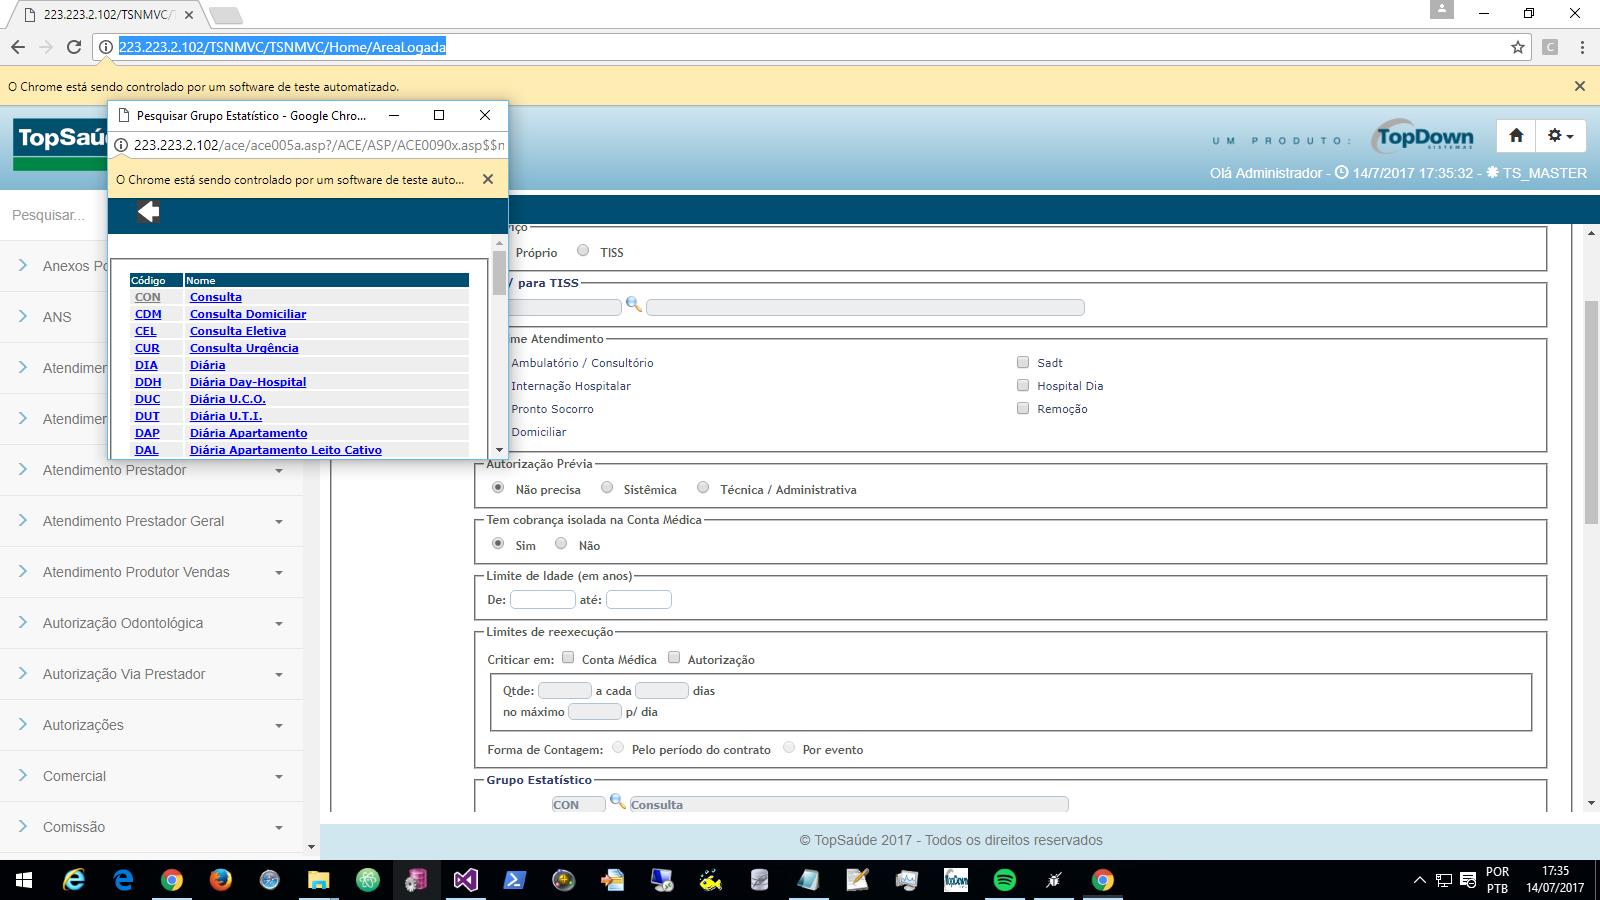 223.223.2.102/TSNMVC/T
223.223.2.102/TSNMVC/TSNMVC/Home/AreaLogada
C
O Chrome está sendo controlado por um software de teste automatizado.
Pesquisar Grupo Estatístico - Google Chro...
223.223.2.102/ace/ace005a.asp?/ACE/ASP/ACE0090x.asp$$n
O Chrome está sendo controlado por um software de teste auto...
Código Nome
CON Consulta
CDM Consulta Domiciliar
CEL Consulta Eletiva
CUR Consulta Urgência
DIA Diária
DDH Diária Day-Hospital
DUC Diária U.C.O.
DUT Diária U.T.I.
DAP Diária Apartamento
DAL Diária Apartamento Leito Cativo
TopSaú
UM PRODUTO: TopDown
SISTEMAS
Olá Administrador - 14/7/2017 17:35:32 - TS_MASTER
Pesquisar...
Anexos Po
ANS
Atendimer
Atendimer
Atendimento Prestador
Atendimento Prestador Geral
Atendimento Produtor Vendas
Autorização Odontológica
Autorização Via Prestador
Autorizações
Comercial
Comissão
iço
Próprio TISS
/ para TISS
me Atendimento
Ambulatório / Consultório Sadt
Internação Hospitalar Hospital Dia
Pronto Socorro Remoção
Domiciliar
Autorização Prévia
Não precisa Sistêmica Técnica / Administrativa
Tem cobrança isolada na Conta Médica
Sim Não
Limite de Idade (em anos)
De: até:
Limites de reexecução
Criticar em: Conta Médica Autorização
Qtde: a cada dias
no máximo p/ dia
Forma de Contagem: Pelo período do contrato Por evento
Grupo Estatístico
CON Consulta
© TopSaúde 2017 - Todos os direitos reservados
TopDown
POR
PTB
17:35
14/07/2017